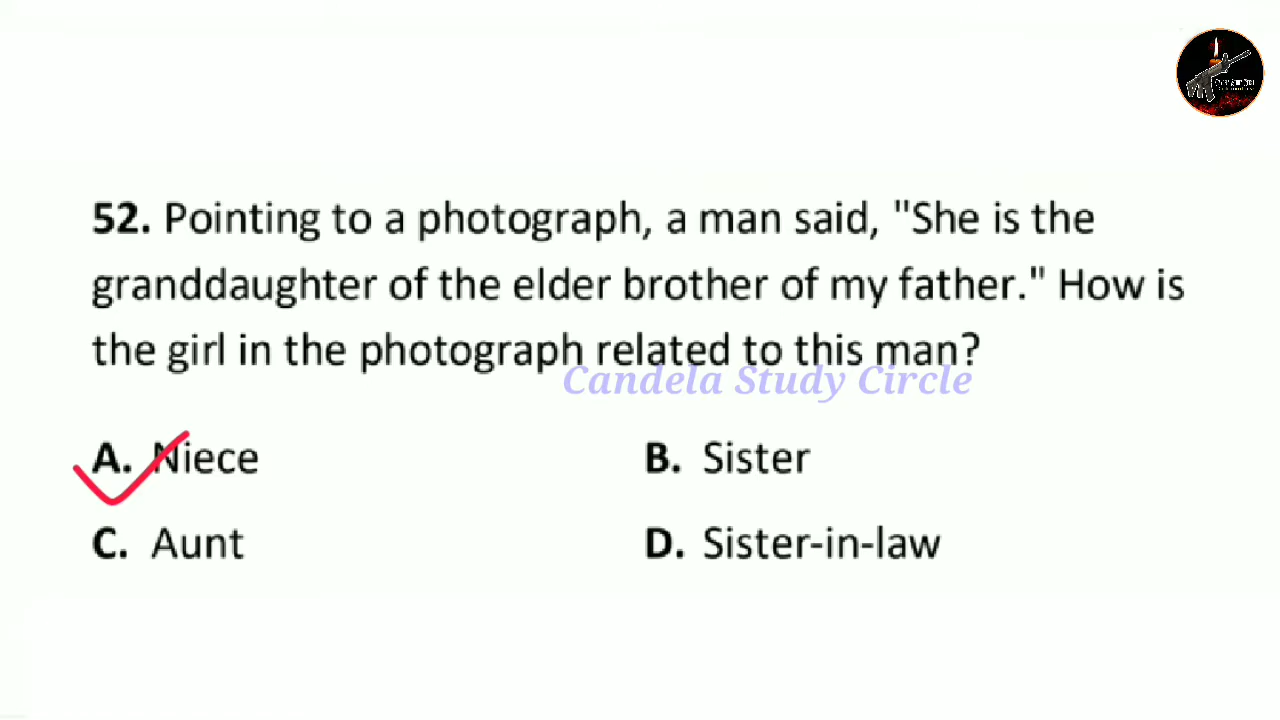 52. Pointing to a photograph, a man said, "She is the
granddaughter of the elder brother of my father." How is
the girl in the photograph related to this man?
Candela Study Circle
A. Niece
B. Sister
C. Aunt
D. Sister-in-law